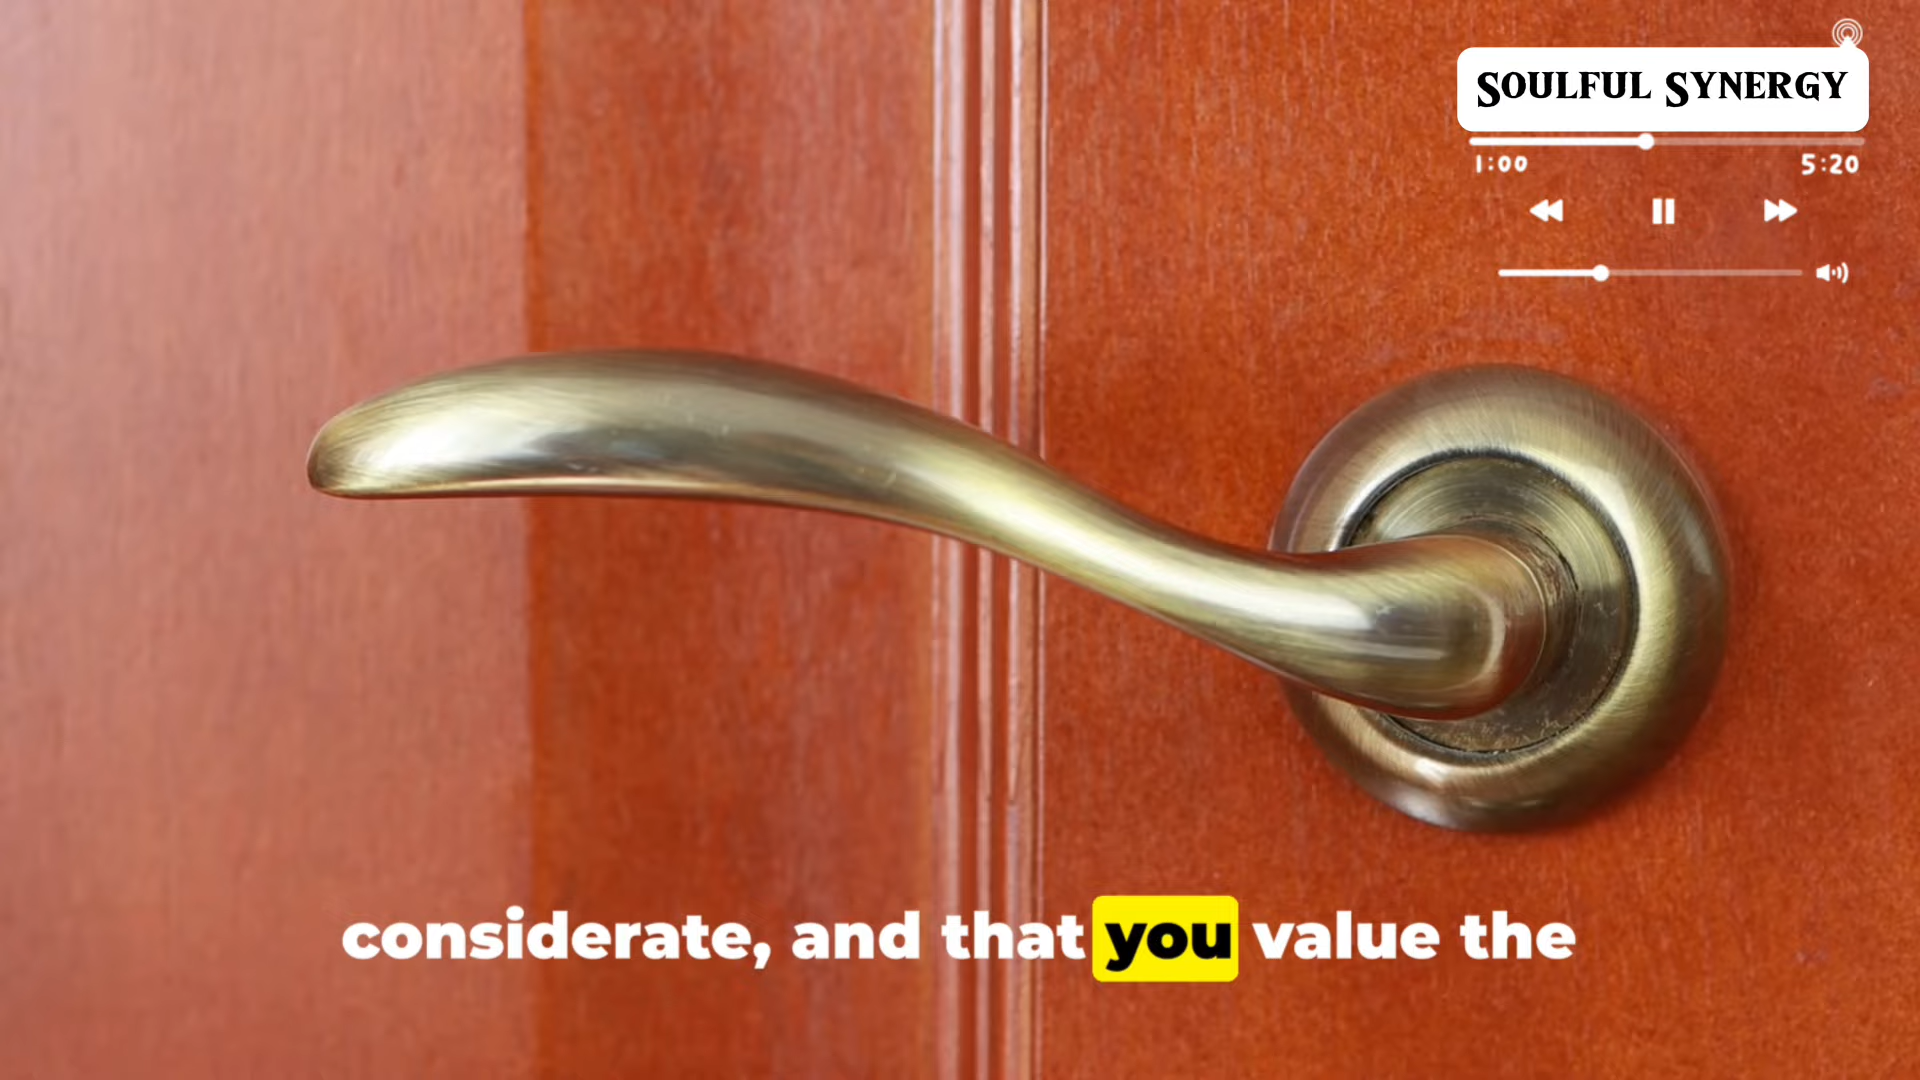 Soulful Synergy
1:00
5:20
considerate, and that you value the